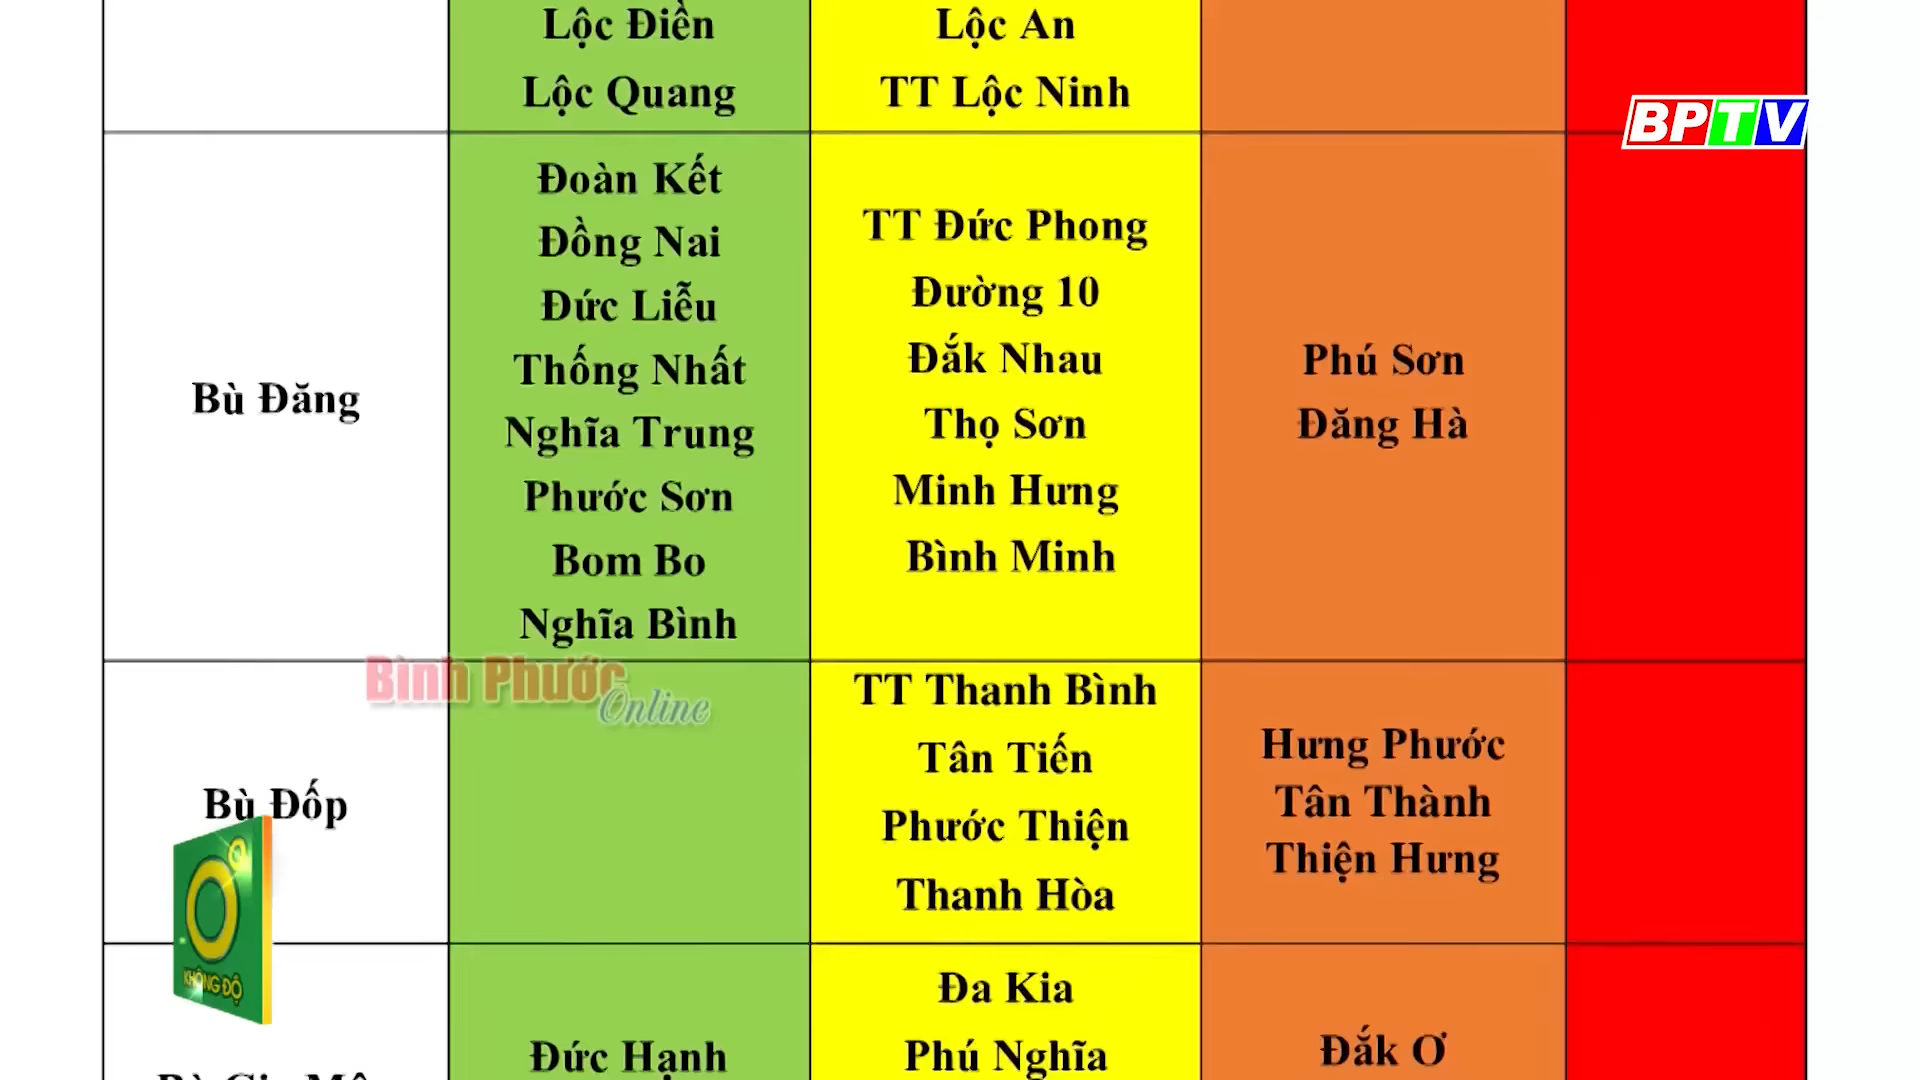 Lộc Điền
Lộc Quang
Lộc An
TT Lộc Ninh
BPTV
Bù Đăng
Đoàn Kết
Đồng Nai
Đức Liễu
Thống Nhất
Nghĩa Trung
Phước Sơn
Bom Bo
Nghĩa Bình
TT Đức Phong
Đường 10
Đắk Nhau
Thọ Sơn
Minh Hưng
Bình Minh
Phú Sơn
Đăng Hà
Bình Phước
Online
Bù Đốp
TT Thanh Bình
Tân Tiến
Phước Thiện
Thanh Hòa
Hưng Phước
Tân Thành
Thiện Hưng
0
KHÔNG ĐỘ
Đức Hạnh
Đa Kia
Phú Nghĩa
Đắk Ơ